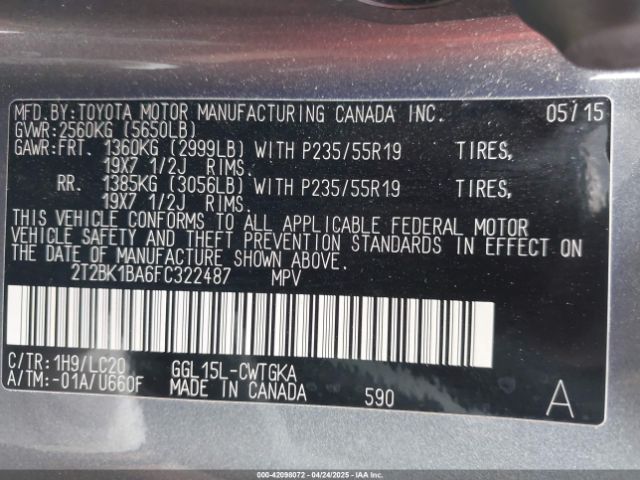 MFD.BY:TOYOTA MOTOR MANUFACTURING CANADA INC. 05/15
GVWR:2560KG (5650LB)
GAWR:FRT. 1360KG (2999LB) WITH P235/55R19 TIRES,
19X7 1/2J RIMS.
RR. 1385KG (3056LB) WITH P235/55R19 TIRES,
19X7 1/2J RIMS.
THIS VEHICLE CONFORMS TO ALL APPLICABLE FEDERAL MOTOR
VEHICLE SAFETY AND THEFT PREVENTION STANDARDS IN EFFECT ON
THE DATE OF MANUFACTURE SHOWN ABOVE.
2T2BK1BA6FC322487 MPV
C/TR:1H9/LC20 GGL15L-CWTGKA
A/TM:-01A/U660F MADE IN CANADA 590 A
000-42098072 - 04/24/2025 - IAAI.COM